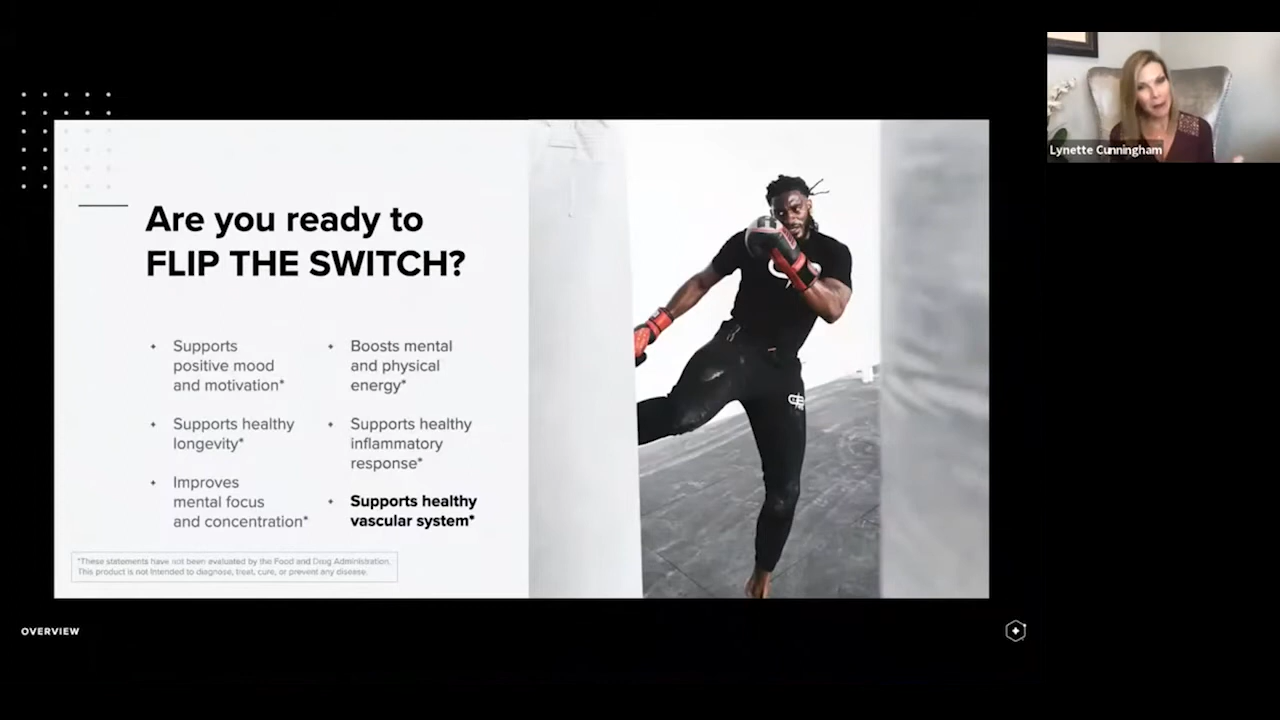 Are you ready to
FLIP THE SWITCH?
Supports
positive mood
and motivation*
Supports healthy
longevity*
Improves
mental focus
and concentration*
Boosts mental
and physical
energy*
Supports healthy
inflammatory
response*
Supports healthy
vascular system*
*These statements have not been evaluated by the Food and Drug Administration.
This product is not intended to diagnose, treat, cure, or prevent any disease.
OVERVIEW
Lynette Cunningham